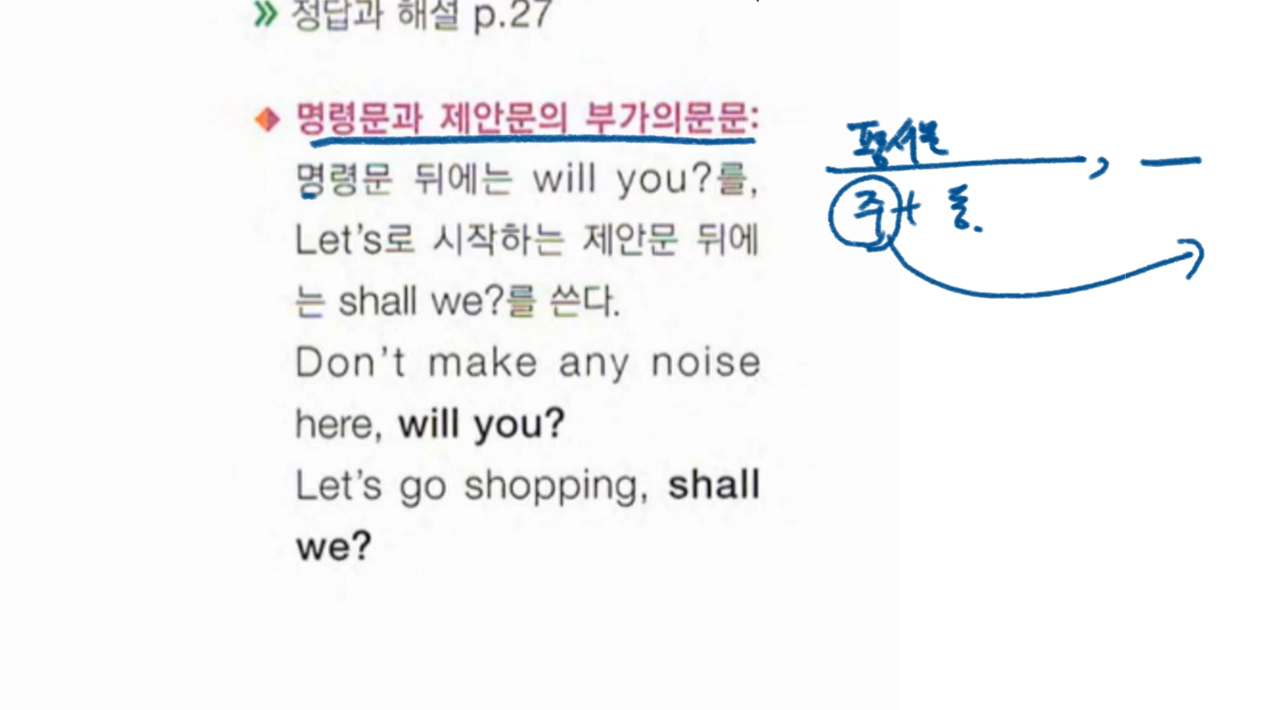 » 정답과 해설 p.27
◆ 명령문과 제안문의 부가의문문:
명령문 뒤에는 will you?를,
Let's로 시작하는 제안문 뒤에
는 shall we?를 쓴다.
Don't make any noise
here, will you?
Let's go shopping, shall
we?
평서문
, 
주 + 동.